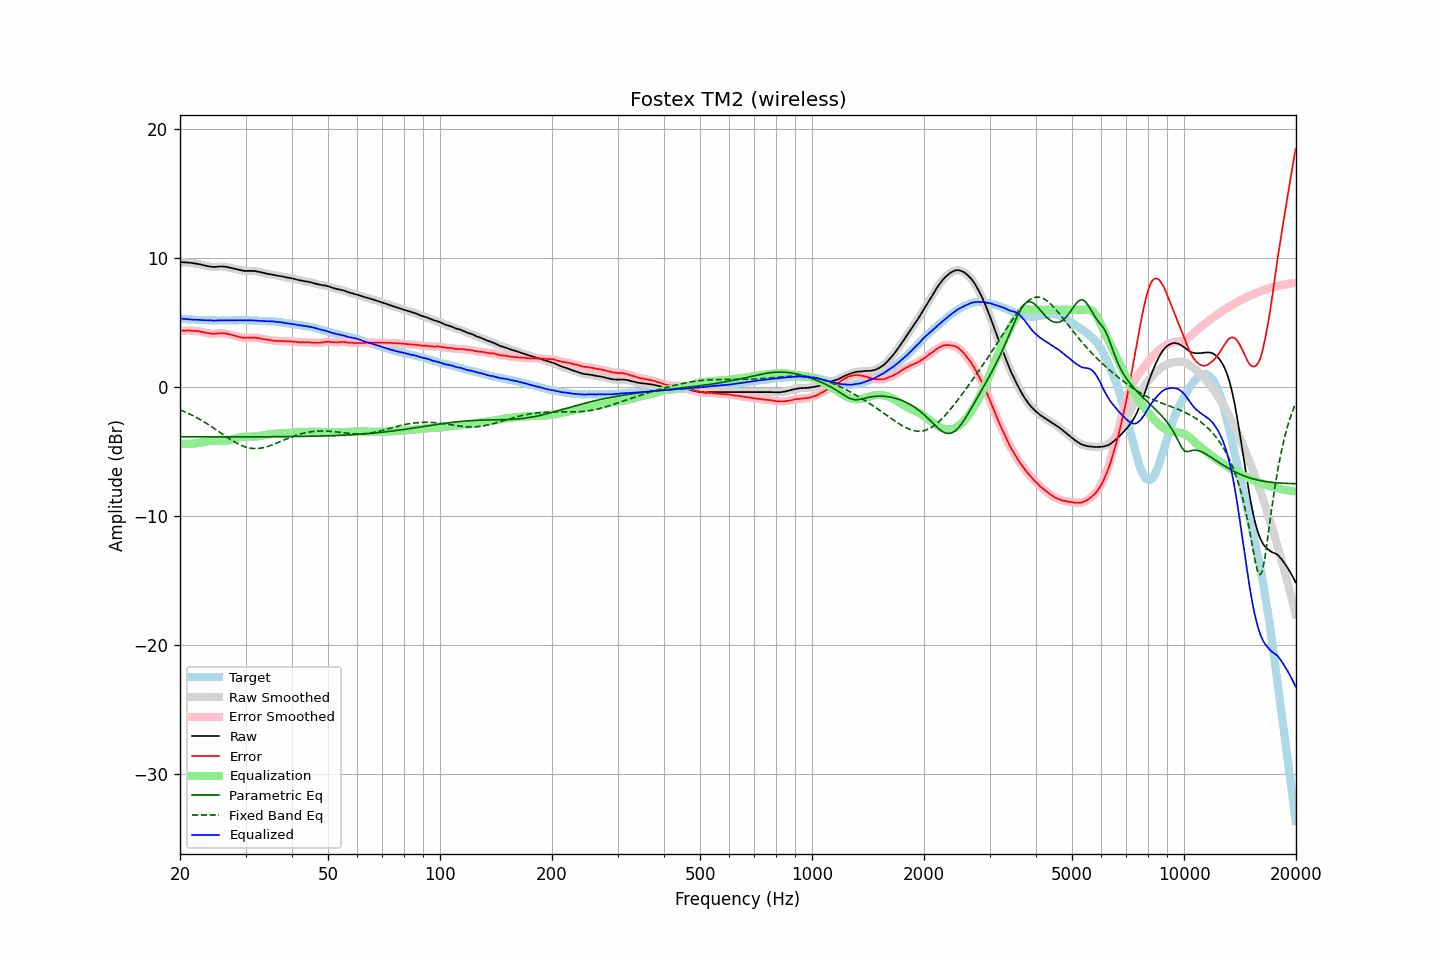 Fostex TM2 (wireless)
20
10
0
−10
−20
−30
Amplitude (dBr)
Target
Raw Smoothed
Error Smoothed
Raw
Error
Equalization
Parametric Eq
Fixed Band Eq
Equalized
20 50 100 200 500 1000 2000 5000 10000 20000
Frequency (Hz)